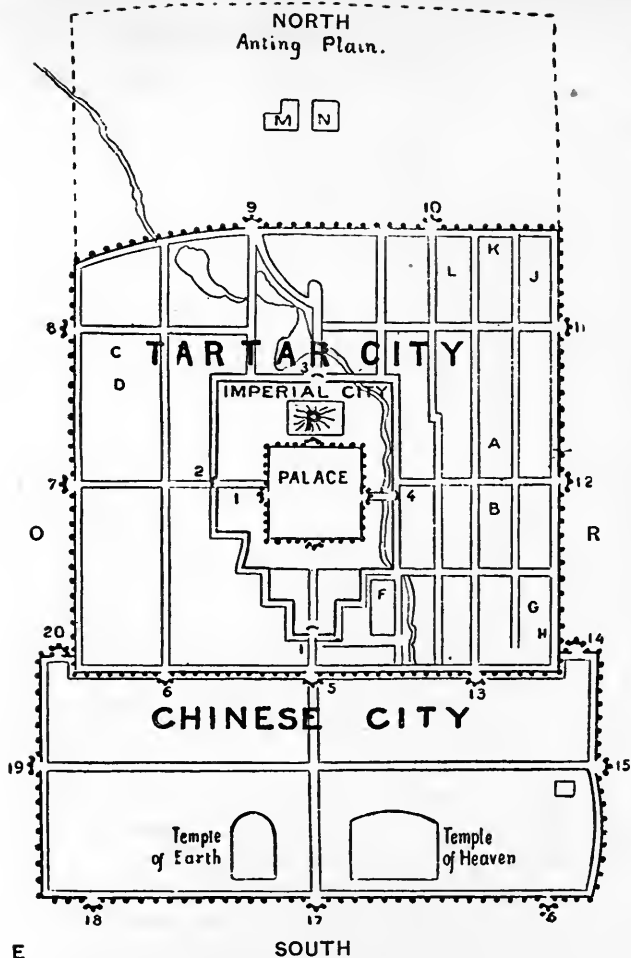 NORTH
Anting Plain.
M N
9 10
K
L J
8 11
C TARTAR CITY
D 3
IMPERIAL CITY
P
A
2 PALACE
7 1 4 12
B
O R
F
G
H
20 1 14
6 5 13
CHINESE CITY
19 15
Temple Temple
of Earth of Heaven
18 17
E SOUTH